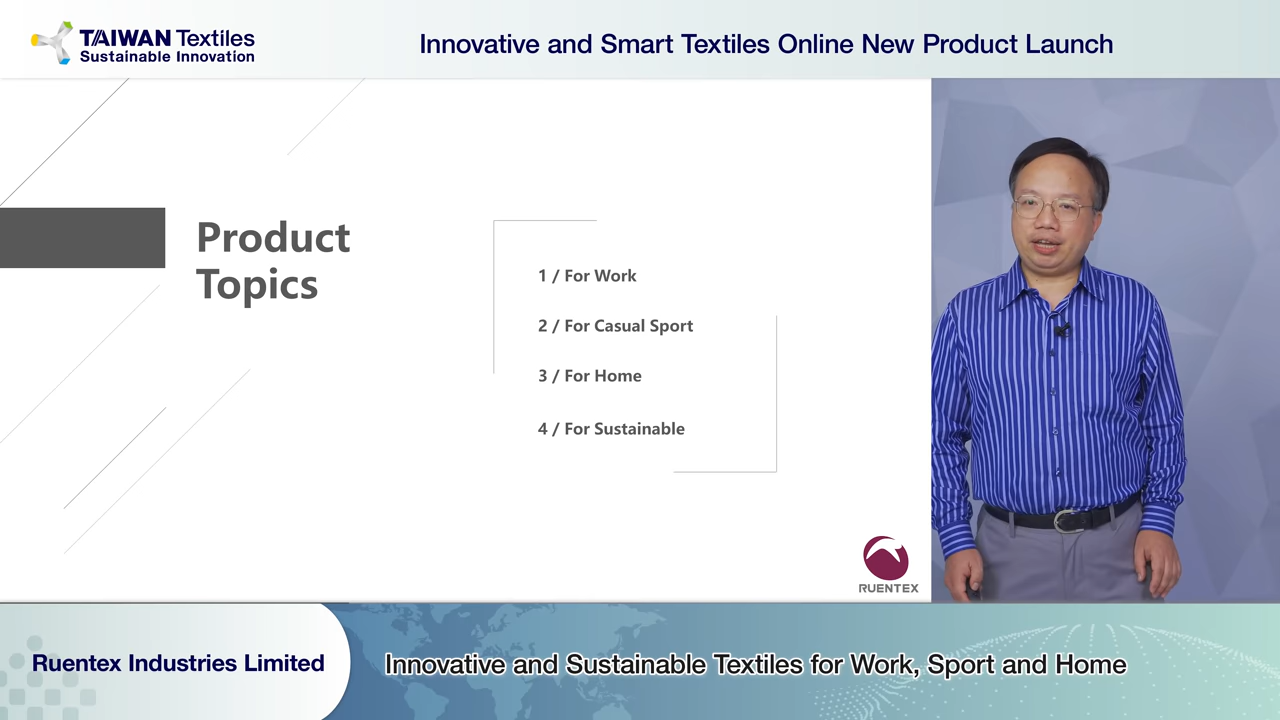 TAIWAN Textiles
Sustainable Innovation
Innovative and Smart Textiles Online New Product Launch
Product
Topics
1 / For Work
2 / For Casual Sport
3 / For Home
4 / For Sustainable
RUENTEX
Ruentex Industries Limited
Innovative and Sustainable Textiles for Work, Sport and Home